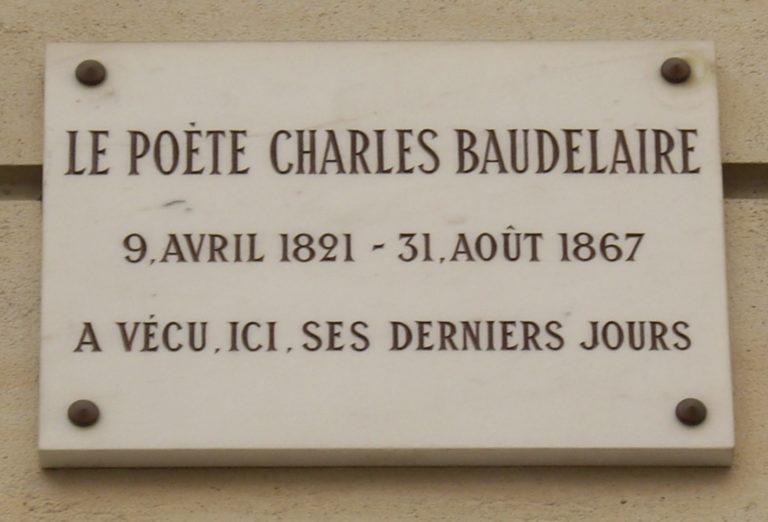 LE POÈTE CHARLES BAUDELAIRE
9, AVRIL 1821 - 31, AOÛT 1867
A VÉCU, ICI, SES DERNIERS JOURS